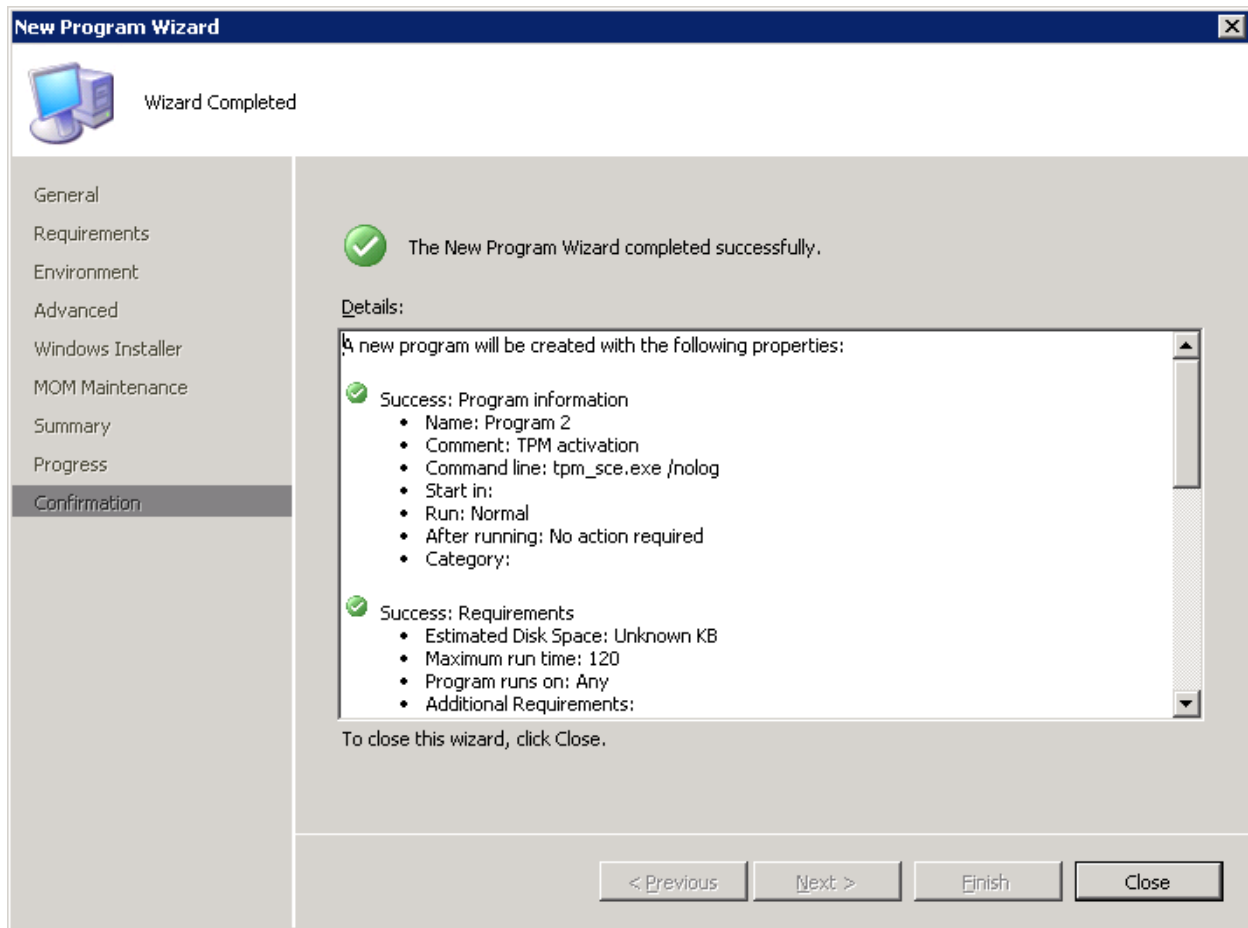 New Program Wizard
Wizard Completed
General
Requirements
Environment
Advanced
Windows Installer
MOM Maintenance
Summary
Progress
Confirmation
The New Program Wizard completed successfully.
Details:
A new program will be created with the following properties:
Success: Program information
• Name: Program 2
• Comment: TPM activation
• Command line: tpm_sce.exe /nolog
• Start in:
• Run: Normal
• After running: No action required
• Category:
Success: Requirements
• Estimated Disk Space: Unknown KB
• Maximum run time: 120
• Program runs on: Any
• Additional Requirements:
To close this wizard, click Close.
< Previous
Next >
Finish
Close